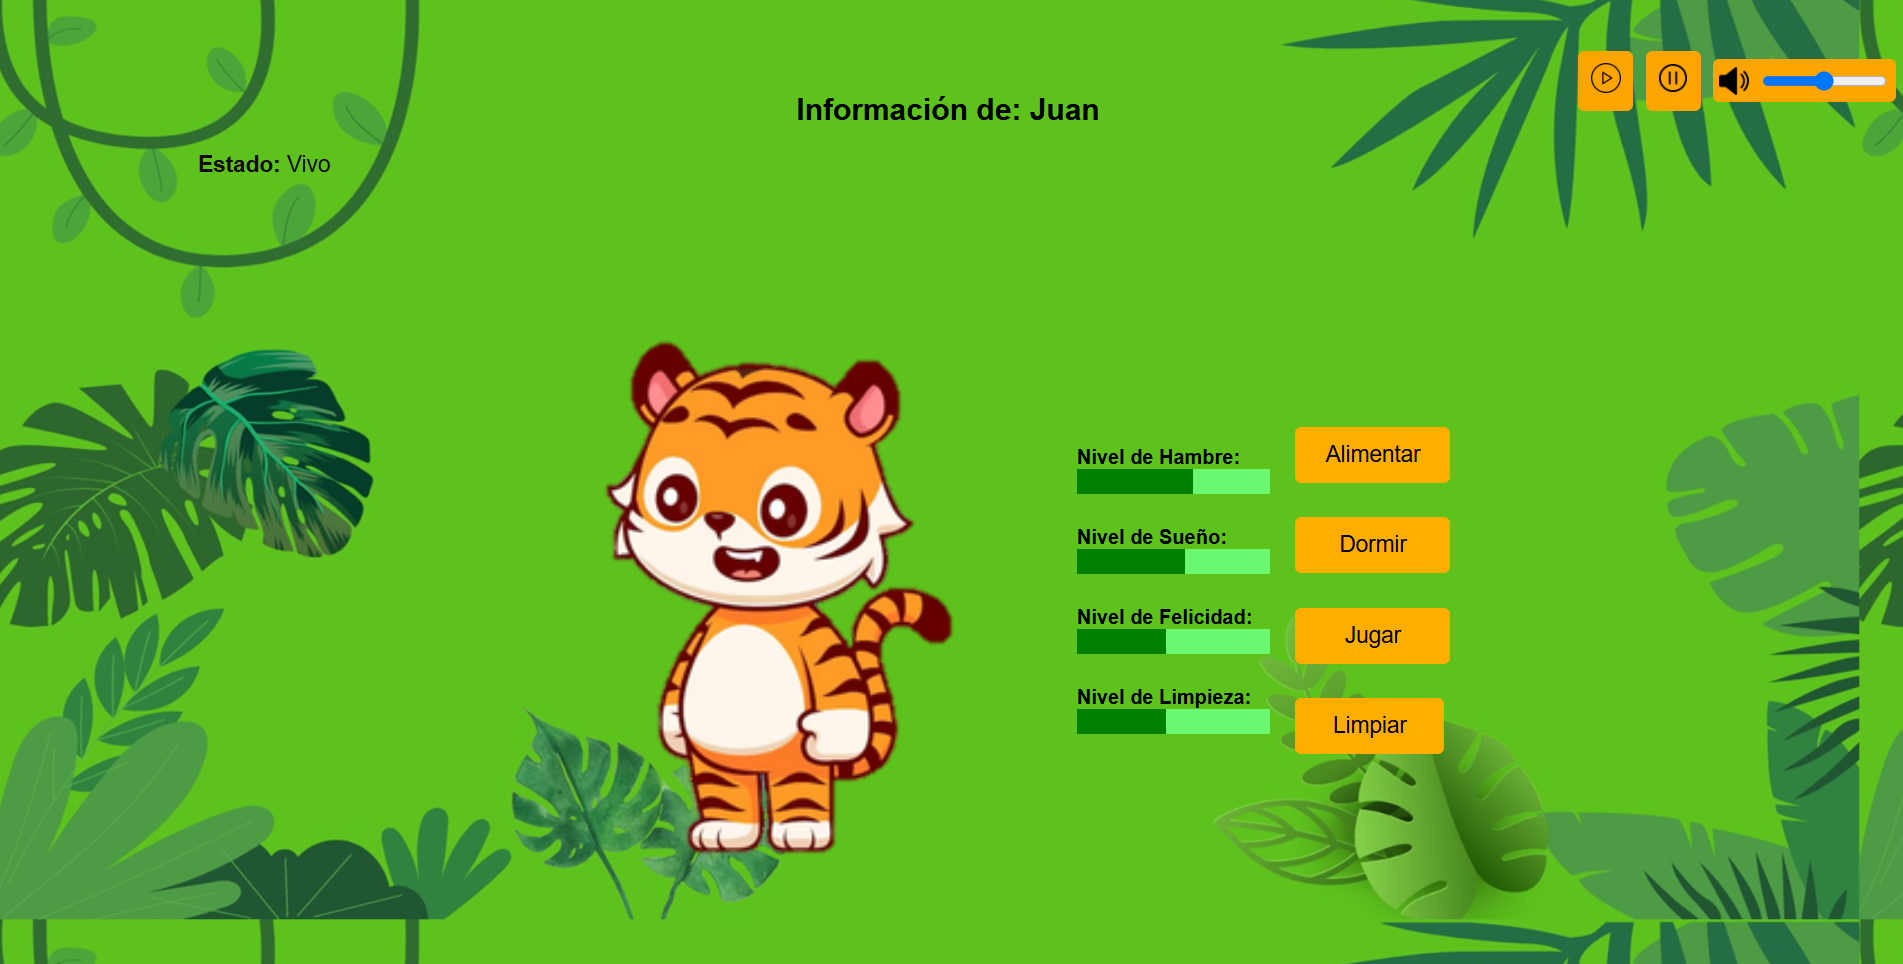 Información de: Juan
Estado: Vivo
Nivel de Hambre:
Alimentar
Nivel de Sueño:
Dormir
Nivel de Felicidad:
Jugar
Nivel de Limpieza:
Limpiar